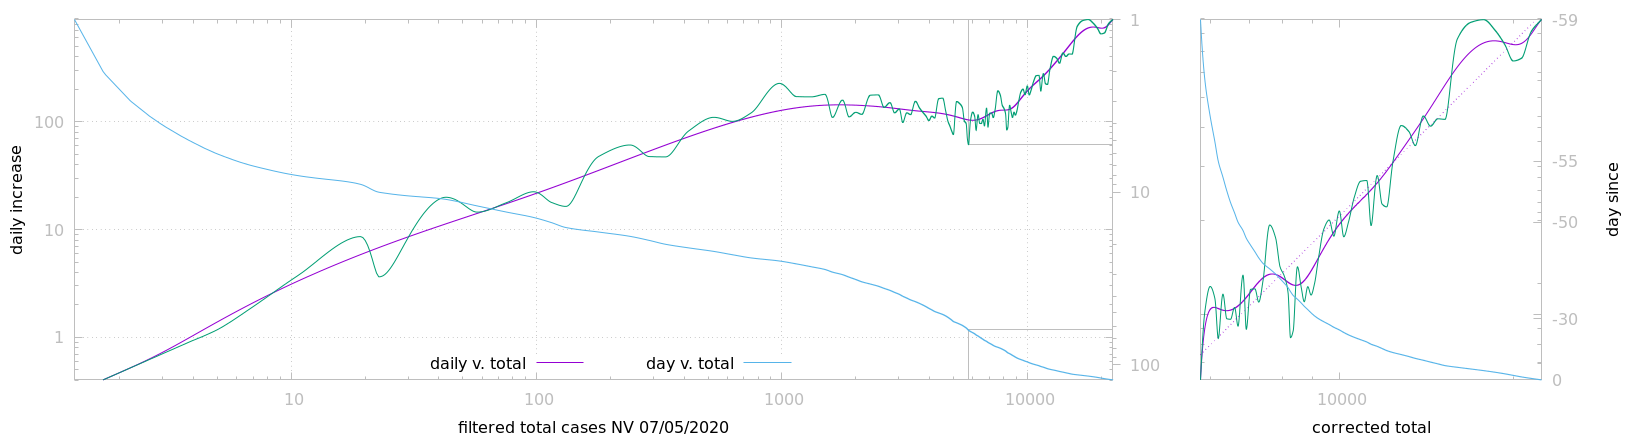 daily increase
100
10
1
1
10
100
daily v. total
day v. total
10
100
1000
10000
filtered total cases NV 07/05/2020
-59
-55
-50
-30
0
day since
10000
corrected total